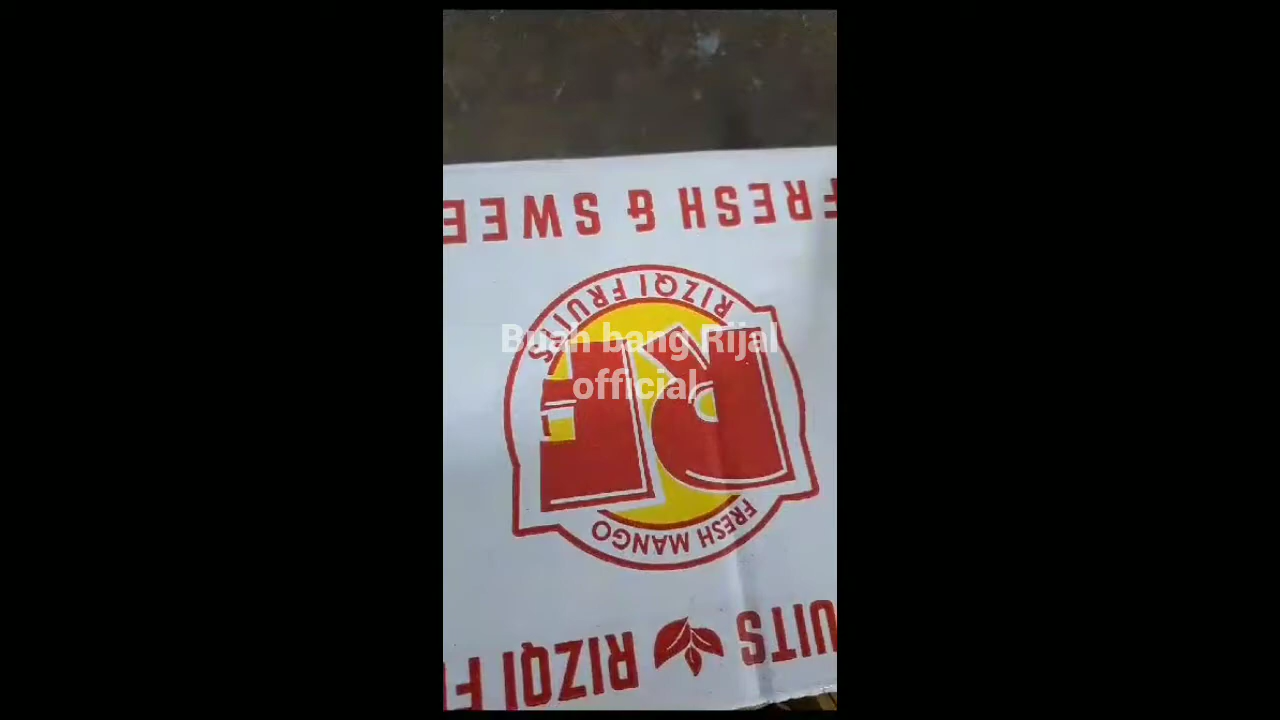 Buah bang Rijal
official
UITS RIZQI F
FRESH MANGO
RF
RIZQI FRUITS
FRESH & SWEE